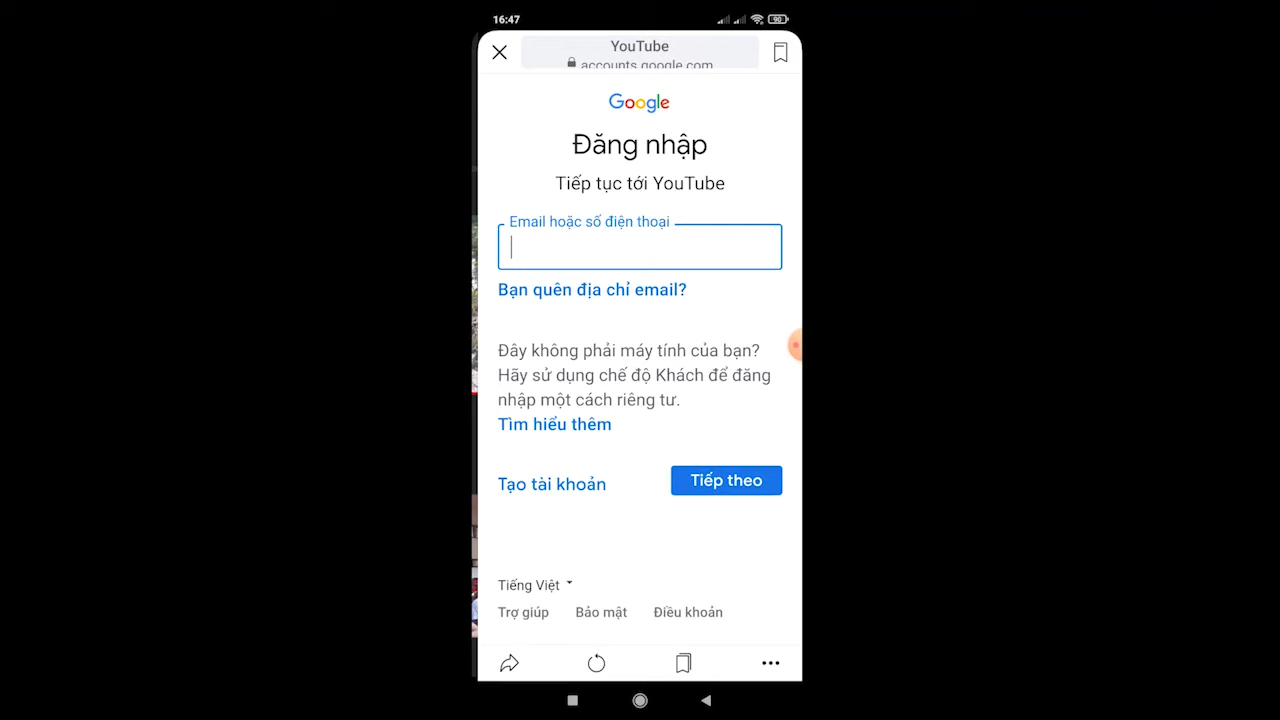 16:47
90
YouTube
accounts.google.com
Google
Đăng nhập
Tiếp tục tới YouTube
Email hoặc số điện thoại
Bạn quên địa chỉ email?
Đây không phải máy tính của bạn?
Hãy sử dụng chế độ Khách để đăng
nhập một cách riêng tư.
Tìm hiểu thêm
Tạo tài khoản
Tiếp theo
Tiếng Việt
Trợ giúp
Bảo mật
Điều khoản